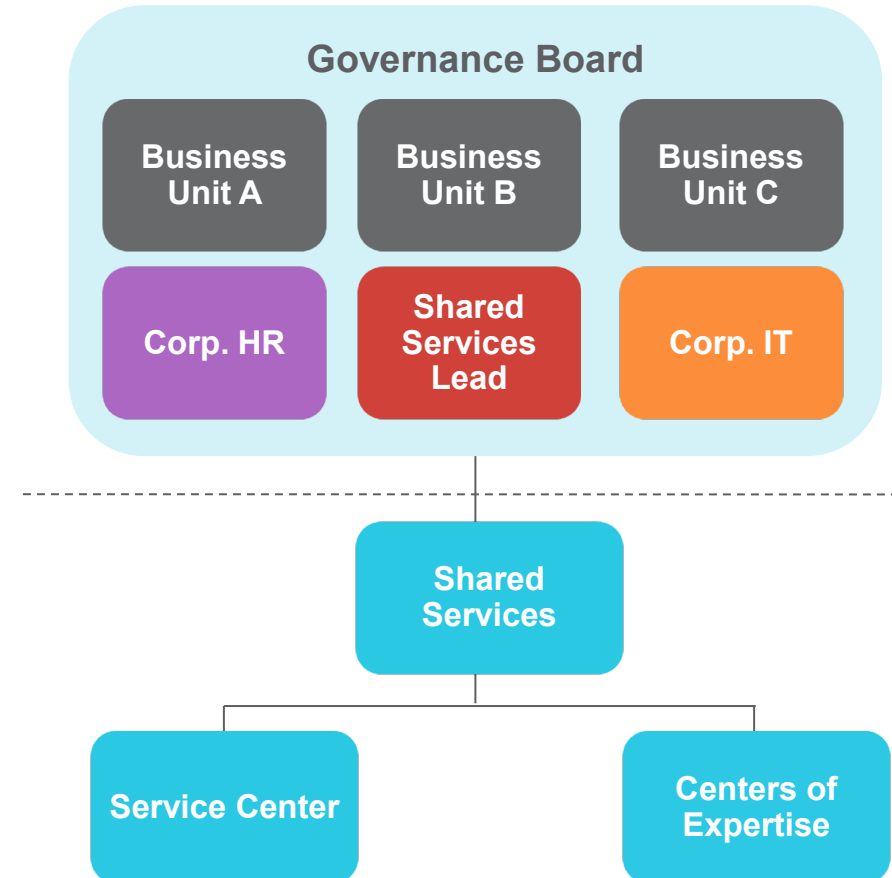 Governance Board
Business
Unit A
Business
Unit B
Business
Unit C
Corp. HR
Shared
Services
Lead
Corp. IT
Shared
Services
Service Center
Centers of
Expertise